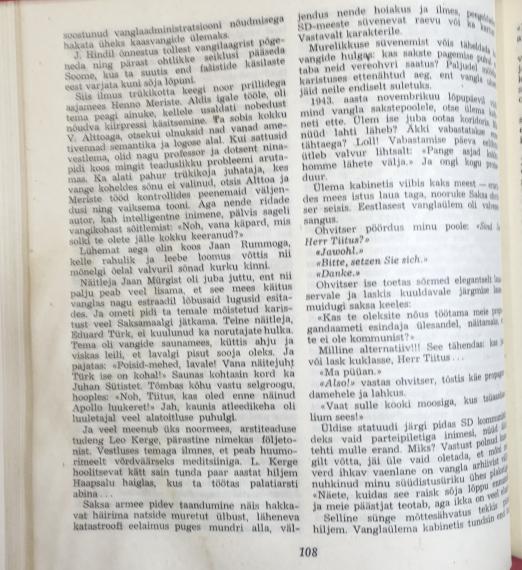 soostunud vanglaadministratsiooni nõudmisega
hakata üheks kaasvangide ülemaks.
J. Hindil õnnestus tollest vanglaagrist põge-
neda ning pärast ohtlikke seiklusi pääseda
Soome, kus ta suutis end fašistide käsilaste
eest varjata kuni sõja lõpuni.
Siis ilmus trükikotta keegi noor prillidega
asjamees Henno Meriste. Aldis igale tööle, oli
tema peagi ainuke, kellele usaldati nobedust
nõudva kiirpressi käsitsemine. Ta sobis kokku
V. Alttoaga, otsekui olnuksid nad vanad ame-
tivennad semantika ja logose alal. Kui sattusid
vestlema, olid nagu professor ja dotsent nina-
pidi koos mingit teaduslikku probleemi aruta-
mas. Ka alati pahur trükikoja juhataja, kes
vange koheldes sõnu ei valinud, otsis Alttoa ja
Meriste tööd kontrollides peenemaid väljen-
dusi ning vaiksema tooni. Aga nende ridade
autor, kah intelligentne inimene, pälvis sageli
vangikohast sõitlemist: «Noh, vana käpard, mis
solki te olete jälle kokku keeranud?»
Lühemat aega olin koos Jaan Rummoga,
kelle rahulik ja leebe loomus võttis nii
mõnelgi öelal valvuril sõnad kurku kinni.
Näitleja Jaan Mürgist oli juba juttu, ent nii
palju peab veel lisama, et see mees käitus
vanglas nagu estraadil lõbusaid lugusid esita-
des. Ja ometi pidi ta temale mõistetud karis-
tust veel Saksamaalgi jätkama. Teine näitleja,
Eduard Türk, ei kuulunud ka norutajate hulka.
Tema oli vangide saunamees, küttis ahju ja
viskas leili, et lavalgi pisut sooja oleks. Ja
pajatas: «Poisid-mehed, lavale! Vana näitejuht
Türk ise on kohal!» Saunas kohtasin kord ka
Juhan Sütistet. Tõmbas kõhu vastu selgroogu,
hooples: «Noh, Tiitus, kas oled enne näinud
Apollo luukeret!» Jah, kaunis atleedikeha oli
luuletajal veel alatoitluse puhulgi.
Ja veel meenub üks noormees, arstiteaduse
tudeng Leo Kerge, pärastine nimekas följeto-
nist. Vestluses temaga ilmnes, et peab huumo-
rimeelt võrdväärseks meditsiiniga. L. Kerge
hoolitsevat kätt sain tunda paar aastat hiljem
Haapsalu haiglas, kus ta töötas palatiarsti
abina ...
Saksa armee pidev taandumine näis hakka-
vat häirima natside muretut ülbust, läheneva
katastroofi eelaimus puges mundri alla, väl-
jendus nende hoiakus ja ilmes,
SD-meeste süvenevat raevu või ka
Vastavalt karakterile.
Murelikkuse süvenemist võis täheldada
vangide hulgas: kas sakste pagemise puhul
taba neid verœohvri saatus? Paljudel
karistuses ettenähtud aeg, ent vangla
jäid neile endiselt suletuks.
1943. aasta novembrikuu lõpupäevil
mind vangla sakstepoolele, otse ülema
neti ette. Ülem ise juba ootas koridoris
nüüd lahti läheb? Äkki vabastatakse
ähtaega? Loll! Vabastamise päeva
ütleb valvur lihtsalt: «Pange asjad
homme lähete välja.» Ja ongi kogu
duur.
Ülema kabinetis viibis kaks meest —
des mees istus laua taga, nooruke Saksa
ser seisis. Eestlasest vanglaülem oli
sangus.
Ohvitser pöördus minu poole: «Sind
Herr Tiitus?»
«Jawohl.»
«Bitte, setzen Sie sich.»
«Danke.»
Ohvitser ise toetas sõrmed elegantselt
servale ja laskis kuuldavale järgmise
muidugi saksa keeles:
«Kas te oleksite nõus töötama meie
gandaameti esindaja ülesandel, näitamaks,
te ei ole kommunist?»
Milline alternatiiv!!! See tähendas: kas
või lask kuklasse, Herr Tiitus ...
«Ma püüan.»
«Also!» vastas ohvitser, tõstis käe
damehele ja lahkus.
«Vaat sulle kooki moosiga, kus
lium sees!»
Üldise statuudi järgi pidas SD
deks vaid parteipiletiga inimesi, nüüd
tehti mulle erand. Miks? Vastust polnud
gilt võtta, jäi üle vaid oletada, et mõni
verd ihkav vaenlane on vangla arhiivist
nuhkinud minu süüdistusüriku ühes
«Näete, kuidas see raisk sõja lõppu
ja meie päästjat teotab, aga ikka on veel
Selline sünge mõttesähvatus tekkis
hiljem. Vanglaülema kabinetis tundsin
108